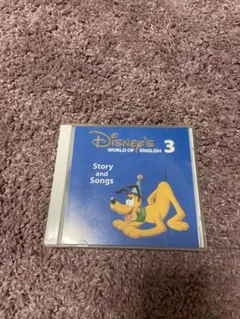 Disney's 3
WORLD OF ENGLISH
Story
and
Songs